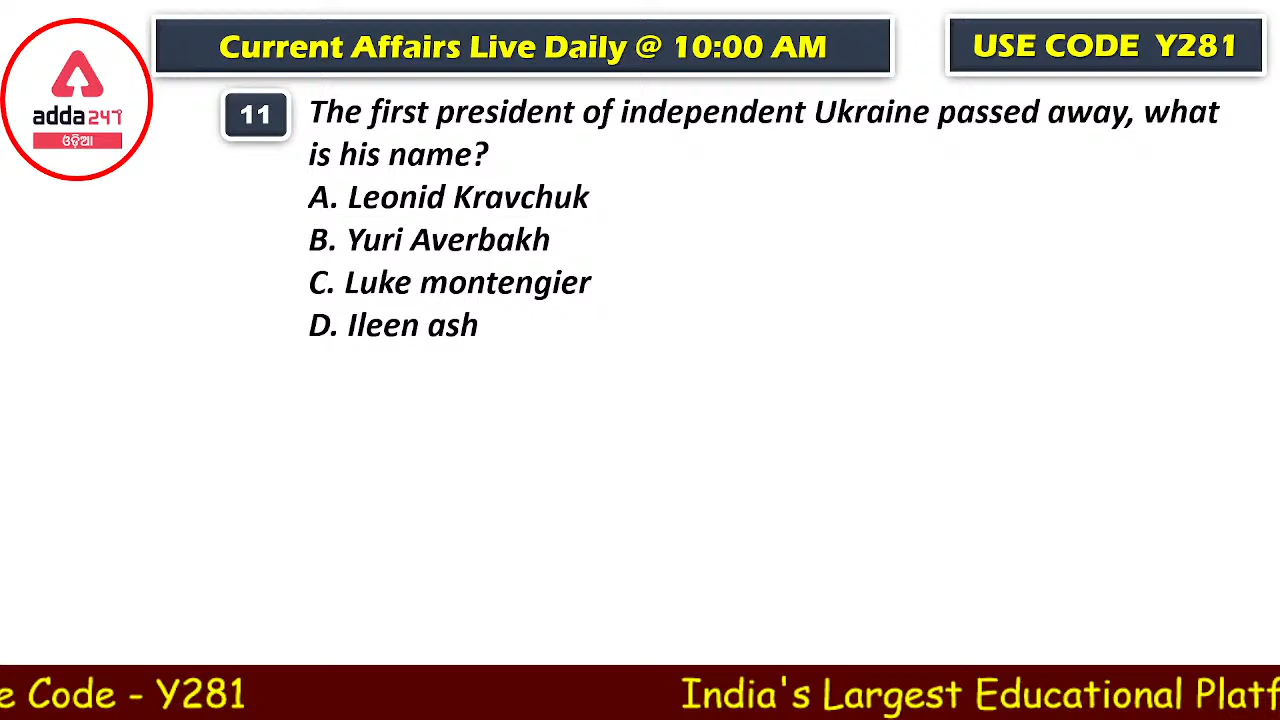 Current Affairs Live Daily @ 10:00 AM
USE CODE Y281
adda247
ଓଡ଼ିଆ
11 The first president of independent Ukraine passed away, what
is his name?
A. Leonid Kravchuk
B. Yuri Averbakh
C. Luke montengier
D. Ileen ash
e Code - Y281
India's Largest Educational Platf